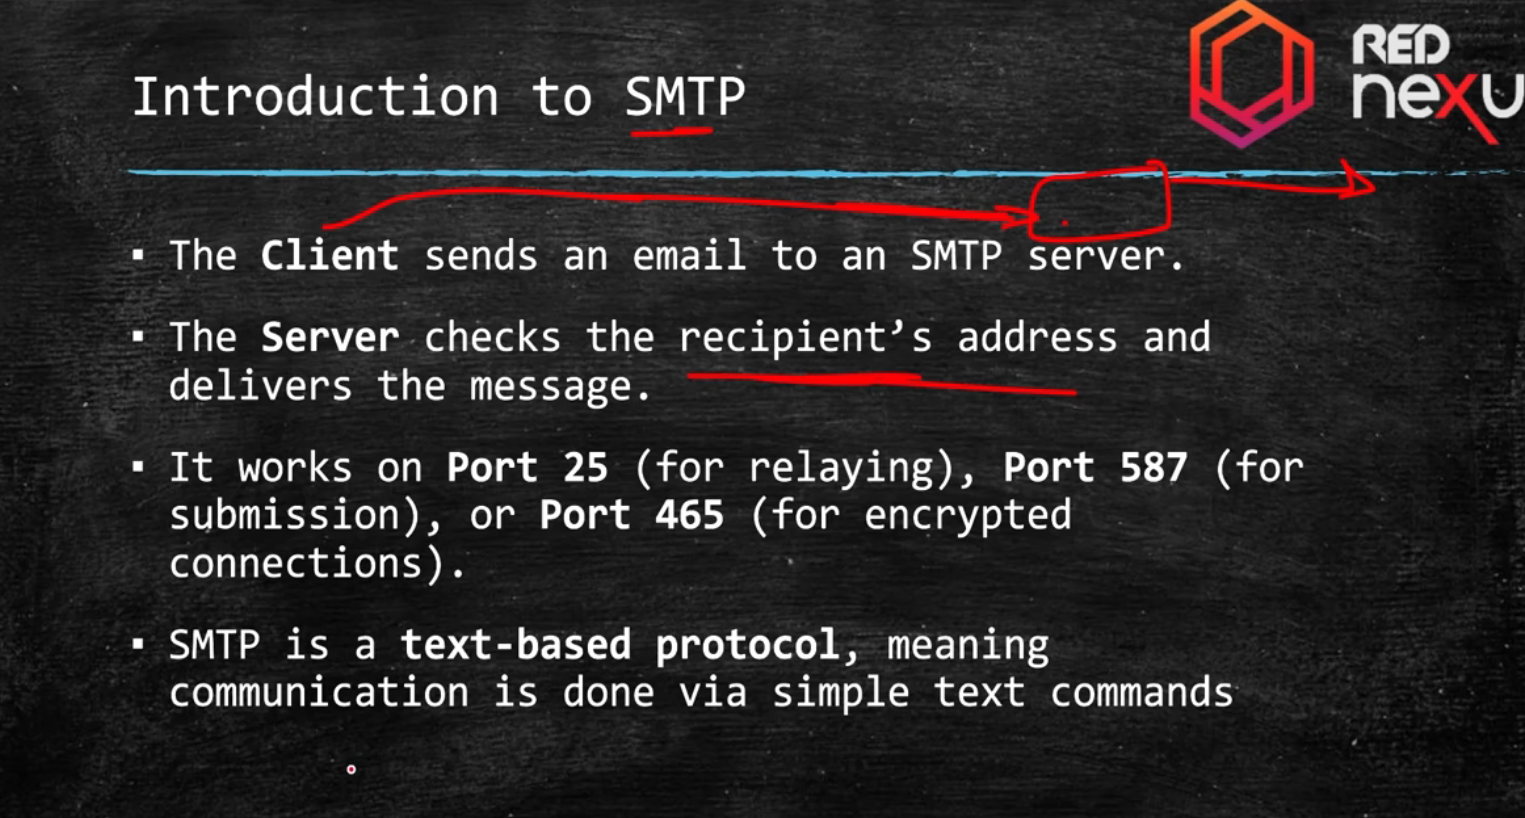 RED
nexu
Introduction to SMTP
▪ The Client sends an email to an SMTP server.
▪ The Server checks the recipient’s address and
delivers the message.
▪ It works on Port 25 (for relaying), Port 587 (for
submission), or Port 465 (for encrypted
connections).
▪ SMTP is a text-based protocol, meaning
communication is done via simple text commands